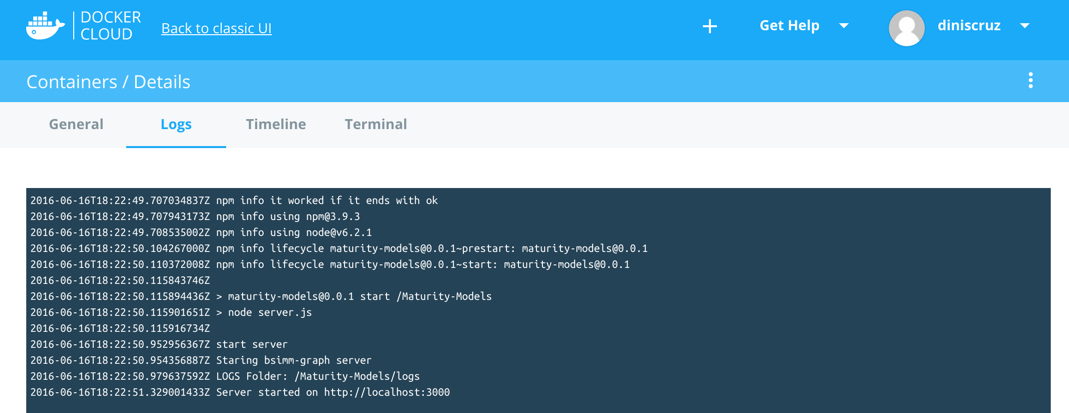 DOCKER
CLOUD
Back to classic UI
+
Get Help
diniscruz
Containers / Details
General Logs Timeline Terminal
2016-06-16T18:22:49.707034837Z npm info it worked if it ends with ok
2016-06-16T18:22:49.707943173Z npm info using npm@3.9.3
2016-06-16T18:22:49.708535002Z npm info using node@v6.2.1
2016-06-16T18:22:50.104267000Z npm info lifecycle maturity-models@0.0.1~prestart: maturity-models@0.0.1
2016-06-16T18:22:50.110372008Z npm info lifecycle maturity-models@0.0.1~start: maturity-models@0.0.1
2016-06-16T18:22:50.115843746Z
2016-06-16T18:22:50.115894436Z > maturity-models@0.0.1 start /Maturity-Models
2016-06-16T18:22:50.115901651Z > node server.js
2016-06-16T18:22:50.115916734Z
2016-06-16T18:22:50.952956367Z start server
2016-06-16T18:22:50.954356887Z Staring bsimm-graph server
2016-06-16T18:22:50.979637592Z LOGS Folder: /Maturity-Models/logs
2016-06-16T18:22:51.329001433Z Server started on http://localhost:3000